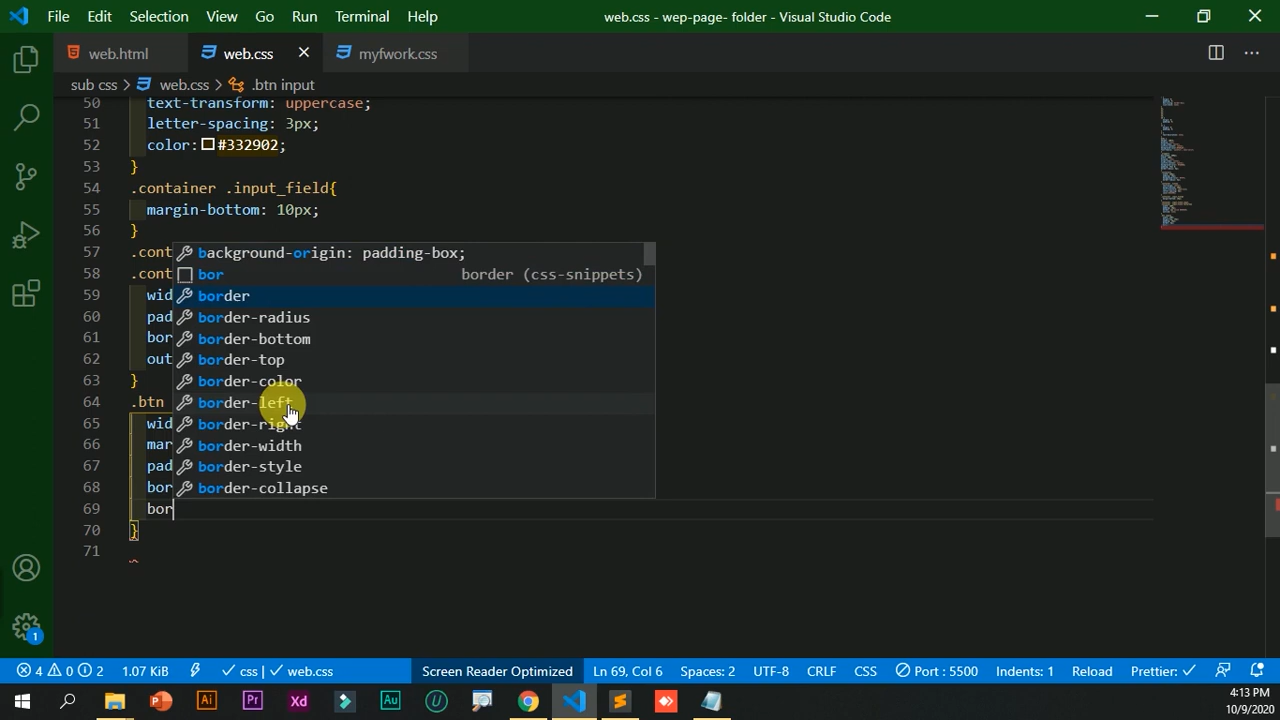 File Edit Selection View Go Run Terminal Help web.css - wep-page- folder - Visual Studio Code
web.html web.css myfwork.css
sub css > web.css > .btn input
50 text-transform: uppercase;
51 letter-spacing: 3px;
52 color: #332902;
53 }
54 .container .input_field{
55 margin-bottom: 10px;
56 }
57 .cont background-origin: padding-box;
58 .cont bor border (css-snippets)
59 wid border
60 pad border-radius
61 bor border-bottom
62 out border-top
63 } border-color
64 .btn border-left
65 wid border-right
66 mar border-width
67 pad border-style
68 bor border-collapse
69 bor
70 }
71
1
4 0 2 1.07 KiB css | web.css Screen Reader Optimized Ln 69, Col 6 Spaces: 2 UTF-8 CRLF CSS Port : 5500 Indents: 1 Reload Prettier:
Ai Pr Xd Au U 4:13 PM
10/9/2020